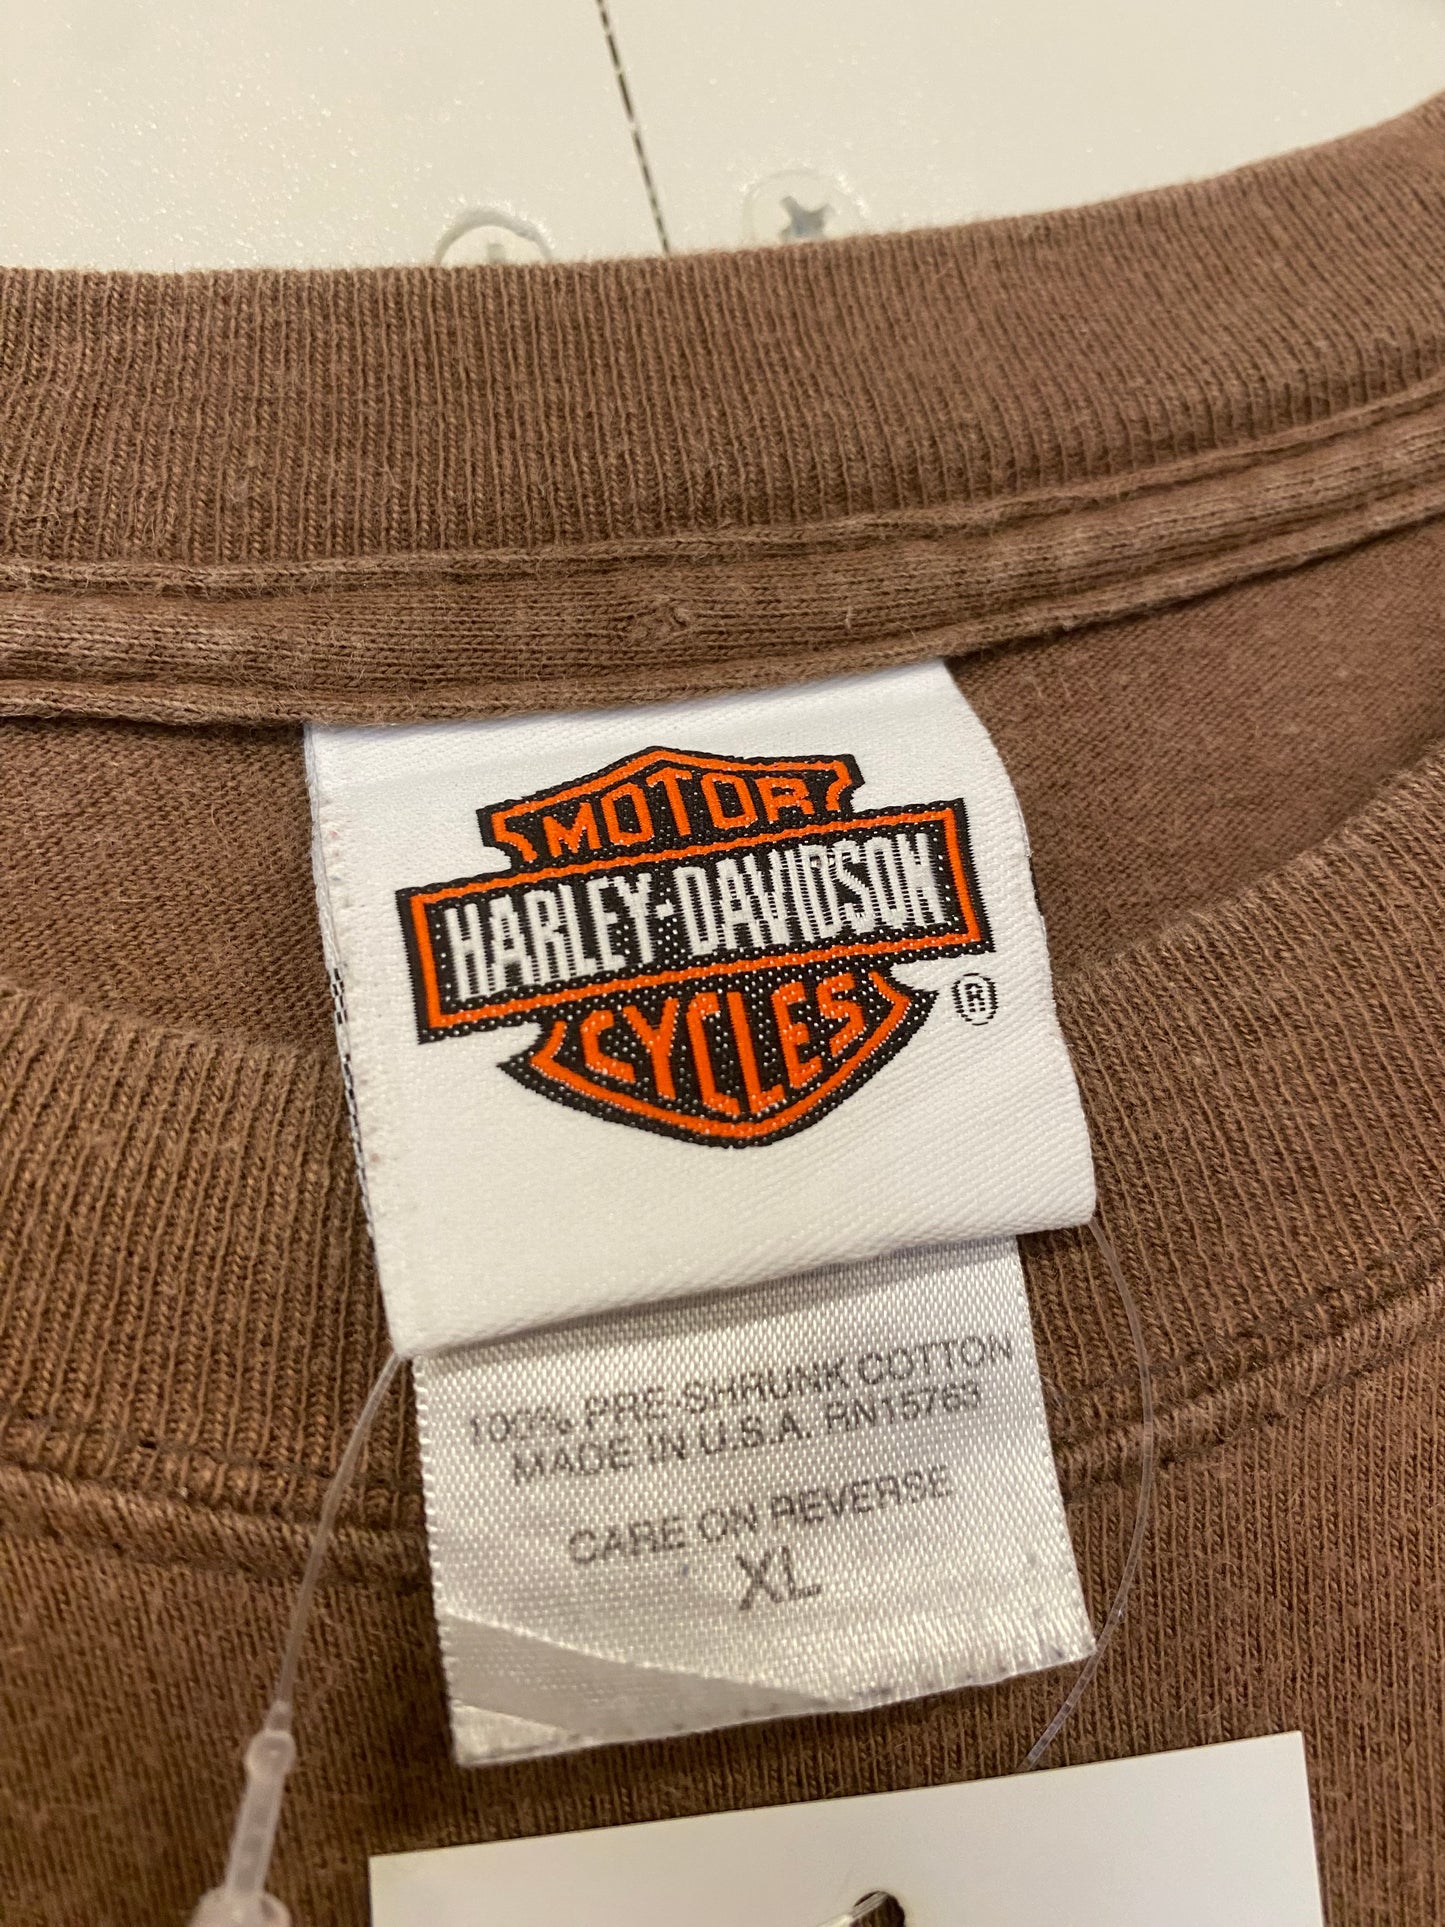 MOTOR
HARLEY-DAVIDSON
CYCLES
®
100% PRE-SHRUNK COTTON
MADE IN U.S.A. RN15763
CARE ON REVERSE
XL